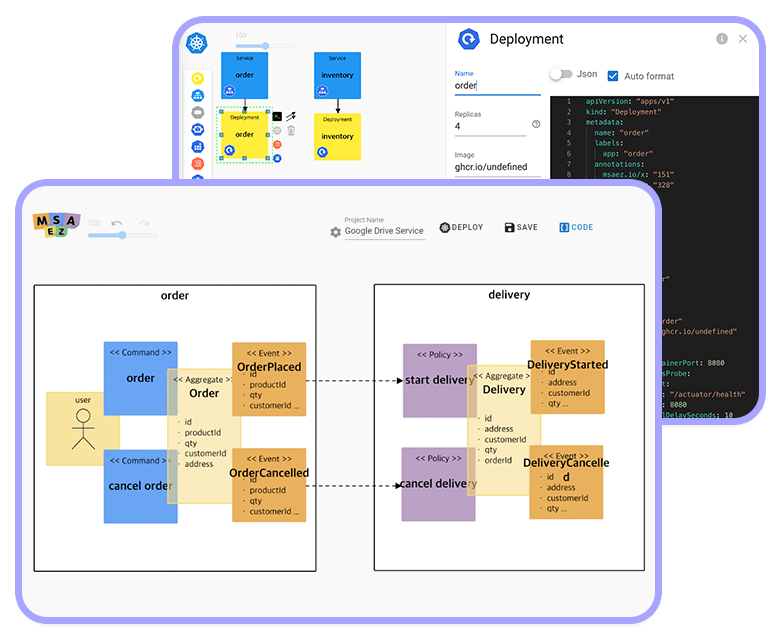 100
Service
order
Service
inventory
Deployment
order
Deployment
inventory
Deployment
Name
order
Json
Auto format
Replicas
4
Image
ghcr.io/undefined
1 apiVersion: "apps/v1"
2 kind: "Deployment"
3 metadata:
4 name: "order"
5 labels:
6 app: "order"
7 annotations:
8 msaez.io/x: "151"
"328"
order"
ghcr.io/undefined"
ainerPort: 8080
sProbe:
t:
"/actuator/health"
8080
lDelaySeconds: 10
MSA
EZ
100
Project Name
Google Drive Service
DEPLOY
SAVE
CODE
order
user
<< Command >>
order
<< Command >>
cancel order
<< Aggregate >>
Order
· id
· productId
· qty
· customerId
· address
<< Event >>
OrderPlaced
· id
· productId
· qty
· customerId ...
<< Event >>
OrderCancelled
· id
· productId
· qty
· customerId ...
delivery
<< Policy >>
start delivery
<< Policy >>
cancel delivery
<< Aggregate >>
Delivery
· id
· address
· customerId
· qty
· orderId
<< Event >>
DeliveryStarted
· id
· address
· customerId
· qty ...
<< Event >>
DeliveryCancelle
d
· id
· address
· customerId
· qty ...